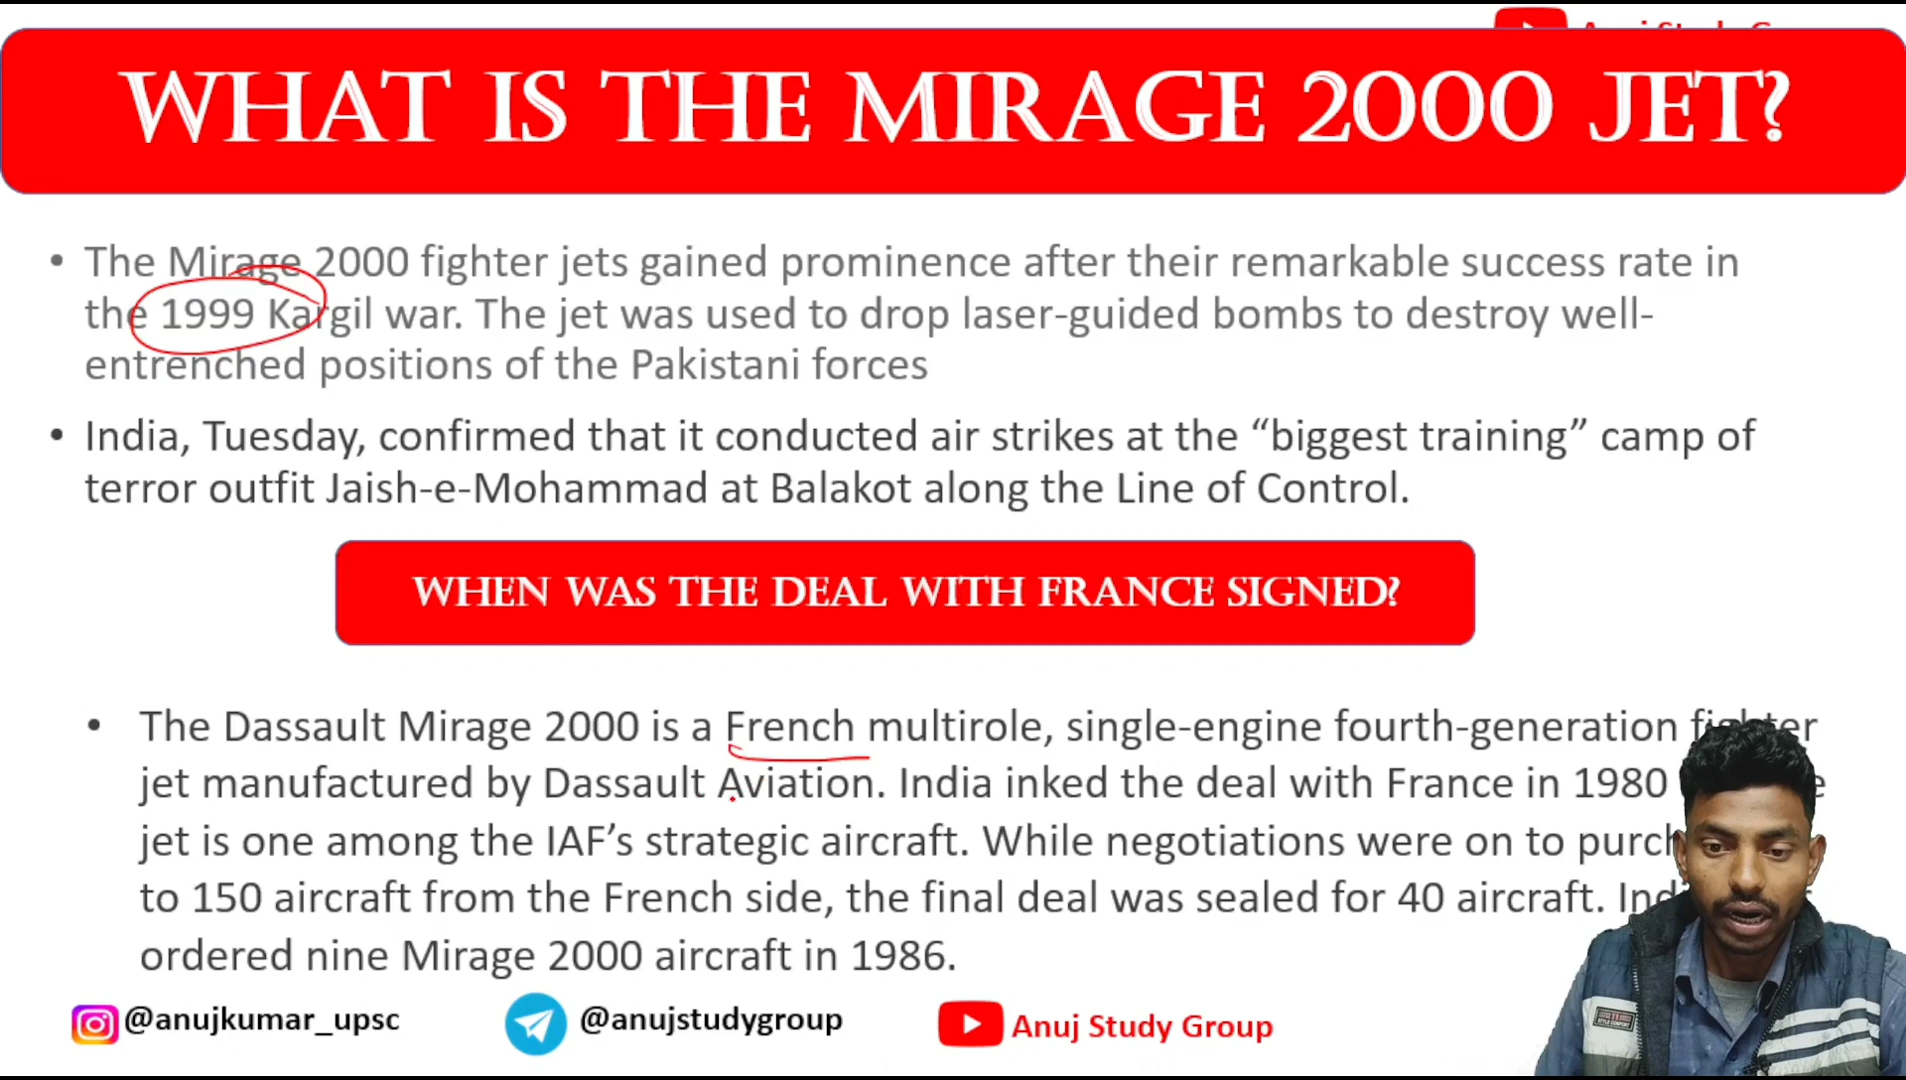 WHAT IS THE MIRAGE 2000 JET?
• The Mirage 2000 fighter jets gained prominence after their remarkable success rate in
the 1999 Kargil war. The jet was used to drop laser-guided bombs to destroy well-
entrenched positions of the Pakistani forces
• India, Tuesday, confirmed that it conducted air strikes at the “biggest training” camp of
terror outfit Jaish-e-Mohammad at Balakot along the Line of Control.
WHEN WAS THE DEAL WITH FRANCE SIGNED?
• The Dassault Mirage 2000 is a French multirole, single-engine fourth-generation fighter
jet manufactured by Dassault Aviation. India inked the deal with France in 1980
jet is one among the IAF’s strategic aircraft. While negotiations were on to
to 150 aircraft from the French side, the final deal was sealed for 40 aircraft.
ordered nine Mirage 2000 aircraft in 1986.
@anujkumar_upsc
@anujstudygroup
Anuj Study Group